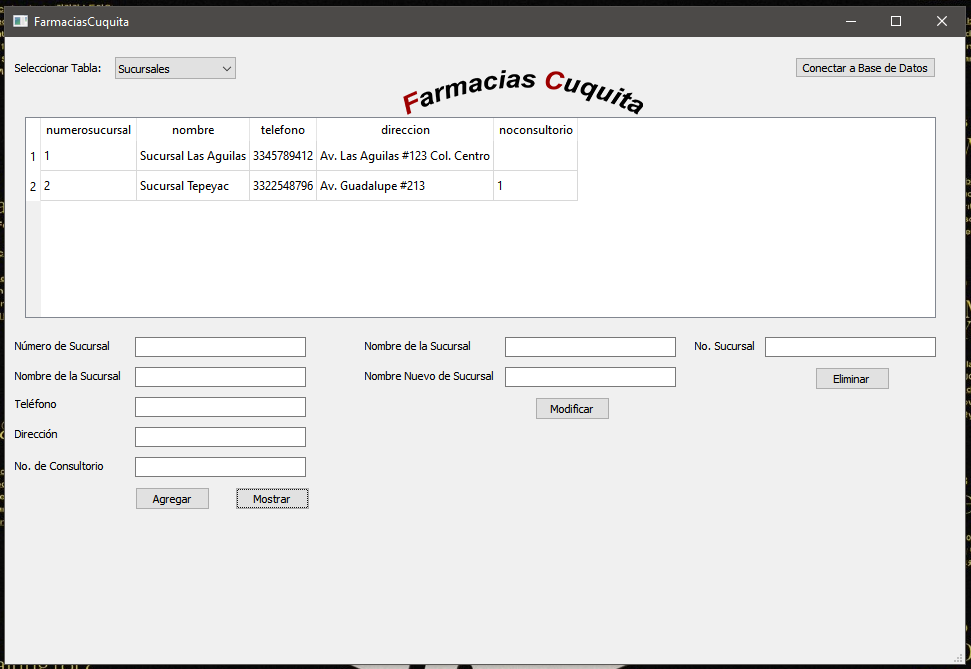 FarmaciasCuquita
Seleccionar Tabla: Sucursales
Conectar a Base de Datos
Farmacias Cuquita
numerosucursal nombre telefono direccion noconsultorio
1 1 Sucursal Las Aguilas 3345789412 Av. Las Aguilas #123 Col. Centro
2 2 Sucursal Tepeyac 3322548796 Av. Guadalupe #213 1
Número de Sucursal
Nombre de la Sucursal
Teléfono
Dirección
No. de Consultorio
Agregar Mostrar
Nombre de la Sucursal
Nombre Nuevo de Sucursal
Modificar
No. Sucursal
Eliminar